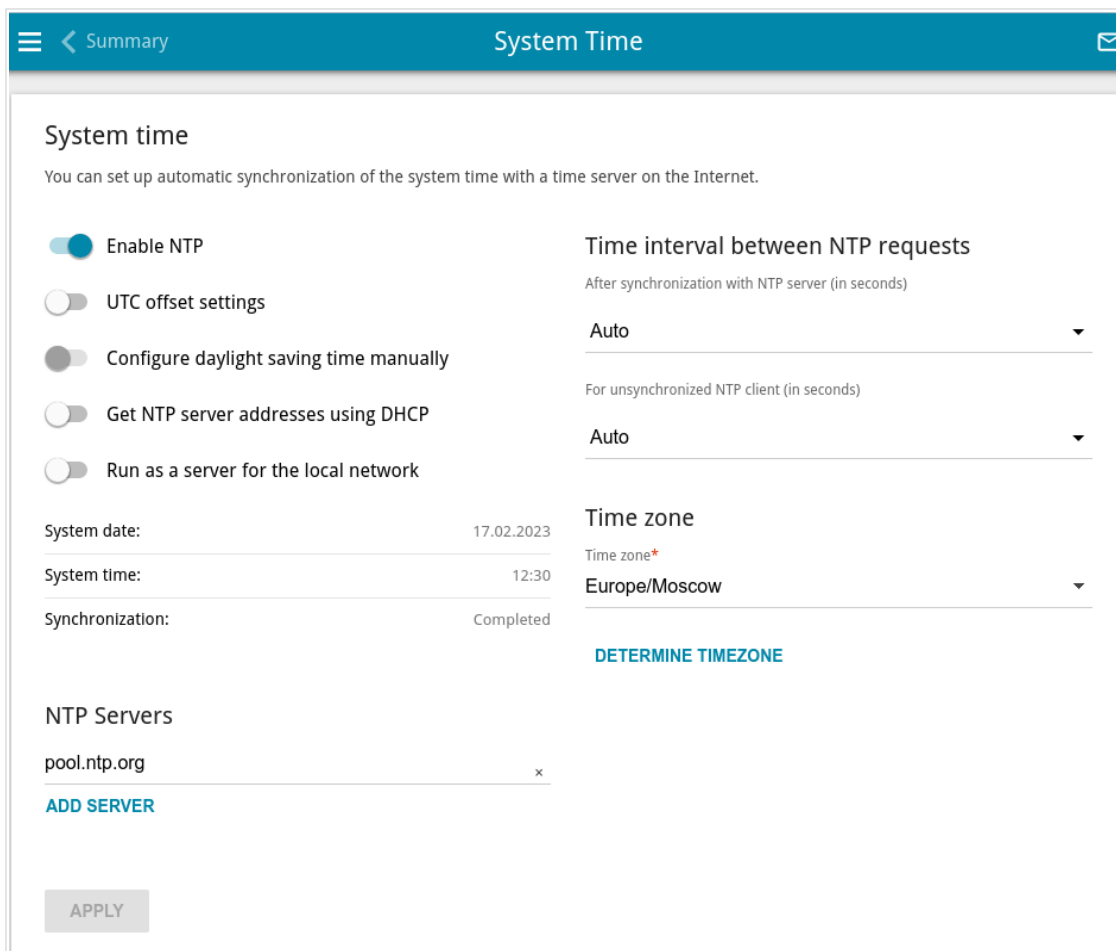 Summary
System Time
System time
You can set up automatic synchronization of the system time with a time server on the Internet.
Enable NTP
UTC offset settings
Configure daylight saving time manually
Get NTP server addresses using DHCP
Run as a server for the local network
System date: 17.02.2023
System time: 12:30
Synchronization: Completed
NTP Servers
pool.ntp.org ×
ADD SERVER
APPLY
Time interval between NTP requests
After synchronization with NTP server (in seconds)
Auto
For unsynchronized NTP client (in seconds)
Auto
Time zone
Time zone*
Europe/Moscow
DETERMINE TIMEZONE